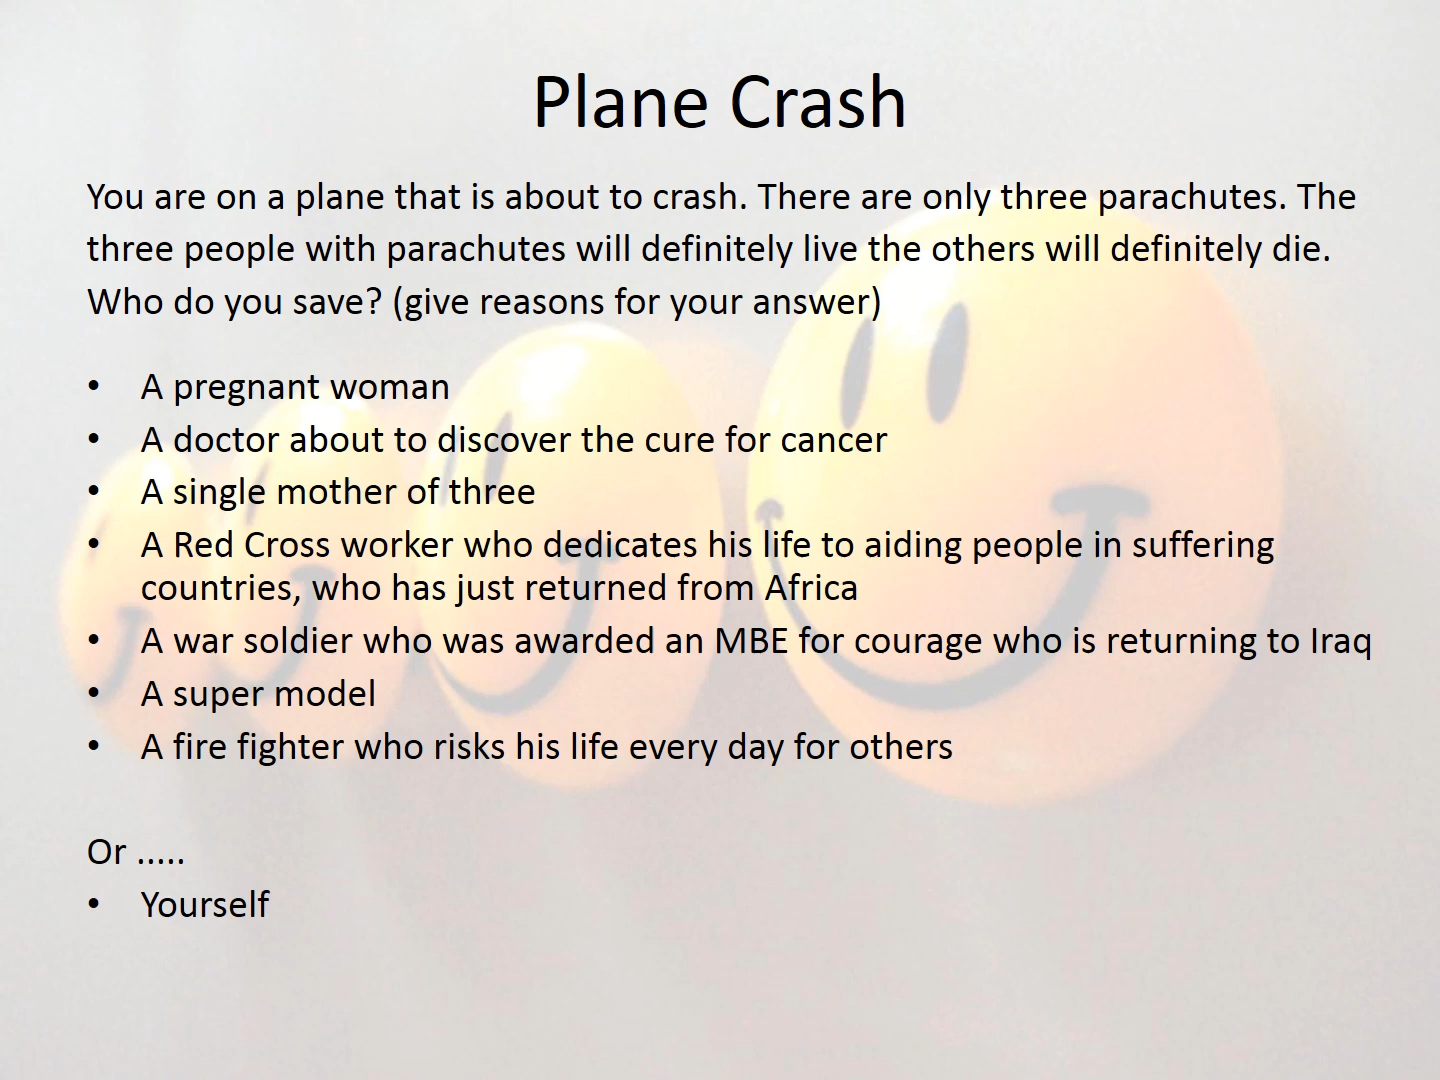 Plane Crash
You are on a plane that is about to crash. There are only three parachutes. The
three people with parachutes will definitely live the others will definitely die.
Who do you save? (give reasons for your answer)
• A pregnant woman
• A doctor about to discover the cure for cancer
• A single mother of three
• A Red Cross worker who dedicates his life to aiding people in suffering
countries, who has just returned from Africa
• A war soldier who was awarded an MBE for courage who is returning to Iraq
• A super model
• A fire fighter who risks his life every day for others
Or .....
• Yourself